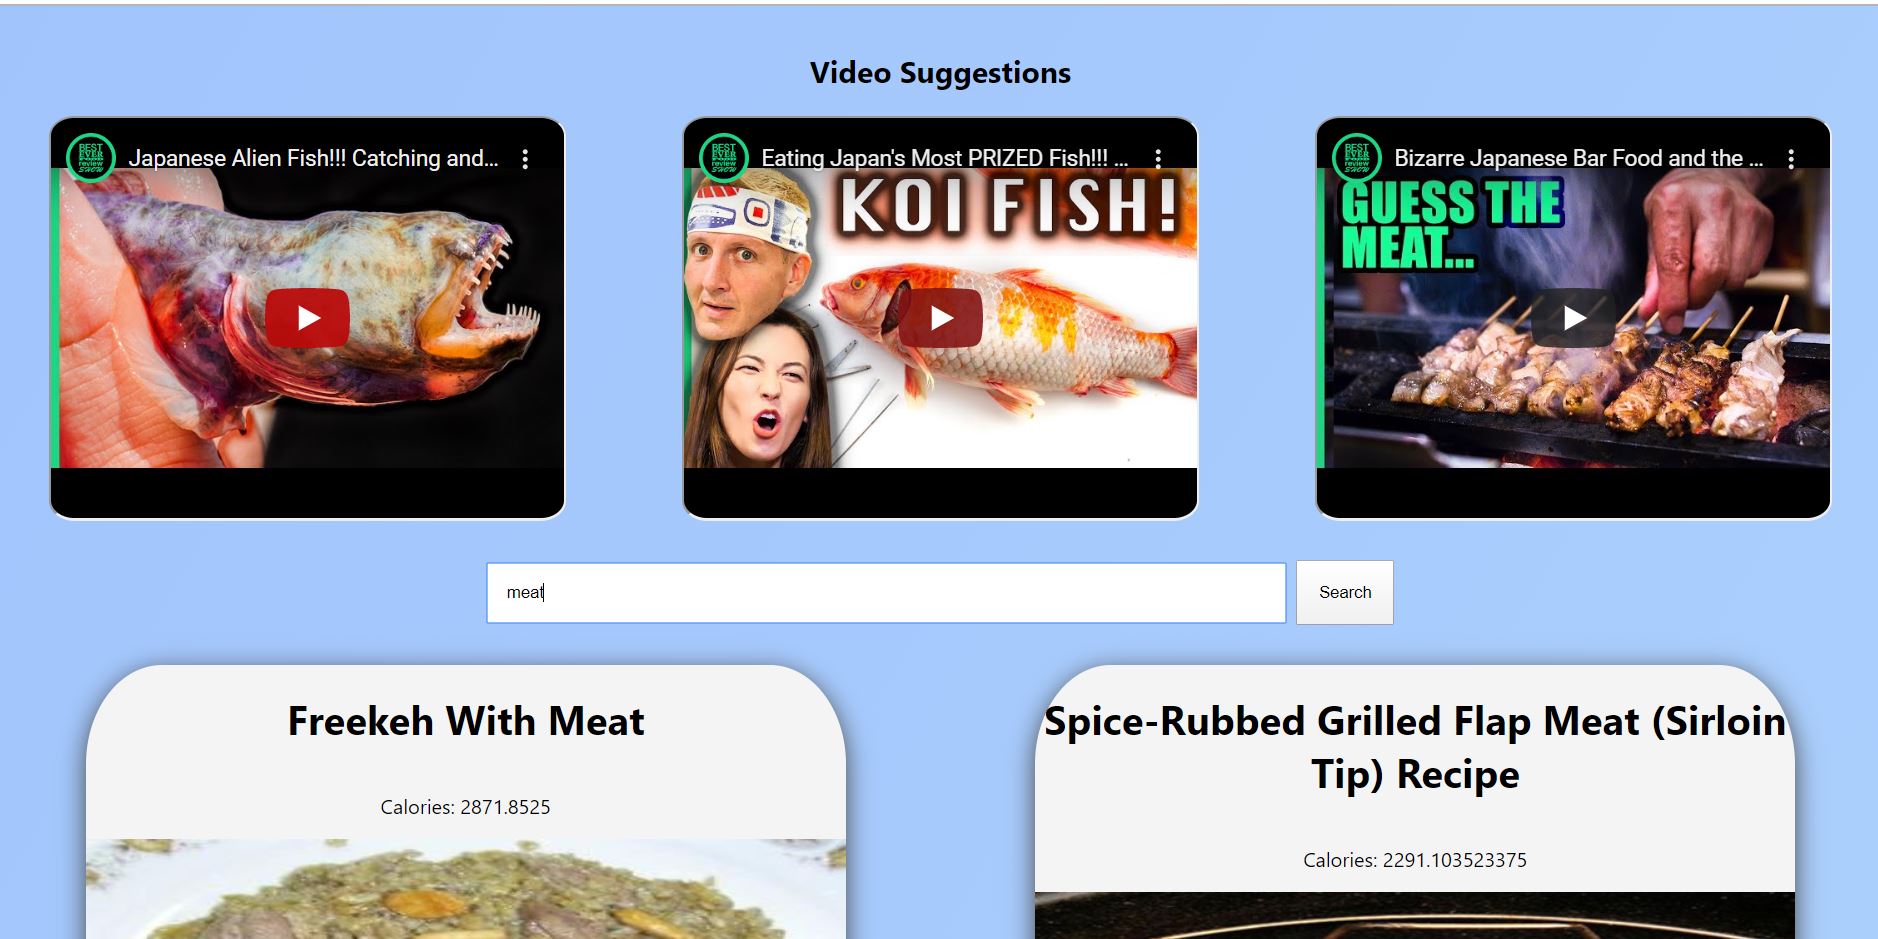 Video Suggestions
BEST
EVER
FOOD
review
SHOW
Japanese Alien Fish!!! Catching and...
BEST
EVER
FOOD
review
SHOW
Eating Japan's Most PRIZED Fish!!! ...
KOI FISH!
BEST
EVER
FOOD
review
SHOW
Bizarre Japanese Bar Food and the ...
GUESS THE
MEAT...
meat
Search
Freekeh With Meat
Calories: 2871.8525
Spice-Rubbed Grilled Flap Meat (Sirloin
Tip) Recipe
Calories: 2291.103523375